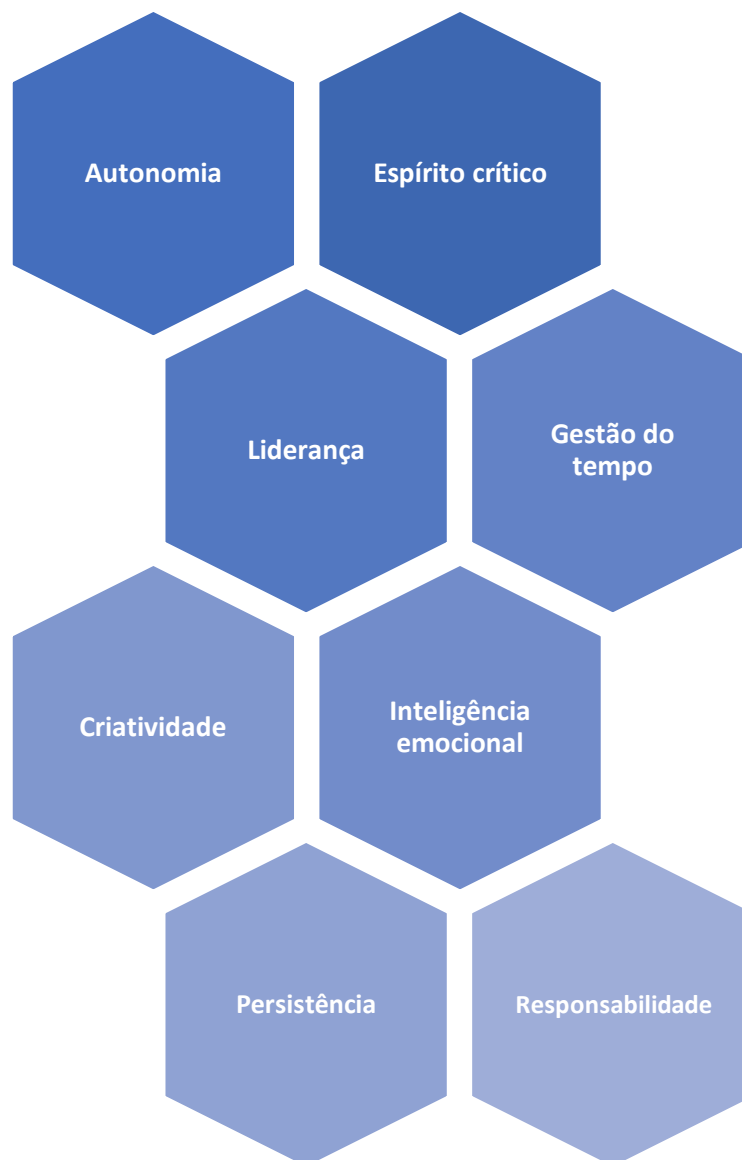 Autonomia
Espírito crítico
Liderança
Gestão do
tempo
Criatividade
Inteligência
emocional
Persistência
Responsabilidade